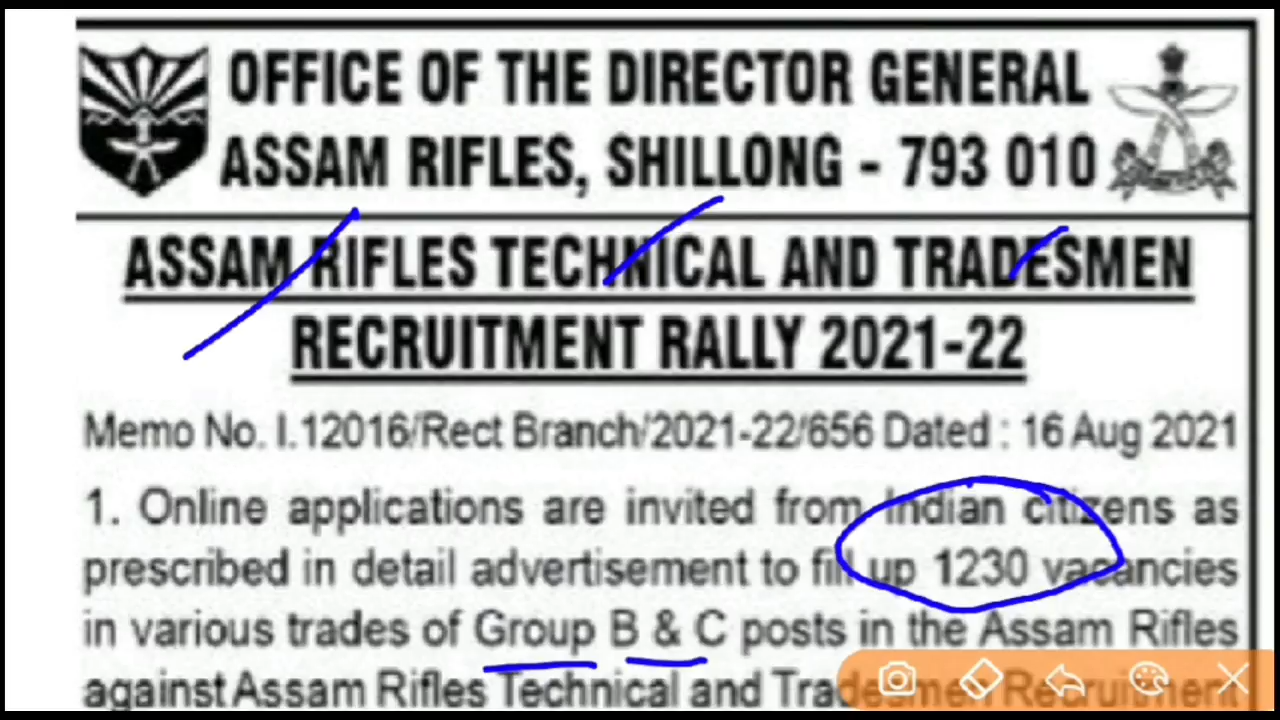 OFFICE OF THE DIRECTOR GENERAL
ASSAM RIFLES, SHILLONG - 793 010
ASSAM RIFLES TECHNICAL AND TRADESMEN
RECRUITMENT RALLY 2021-22
Memo No. I.12016/Rect Branch/2021-22/656 Dated : 16 Aug 2021
1. Online applications are invited from Indian citizens as
prescribed in detail advertisement to fill up 1230 vacancies
in various trades of Group B & C posts in the Assam Rifles
against Assam Rifles Technical and Tradesmen Recruitment